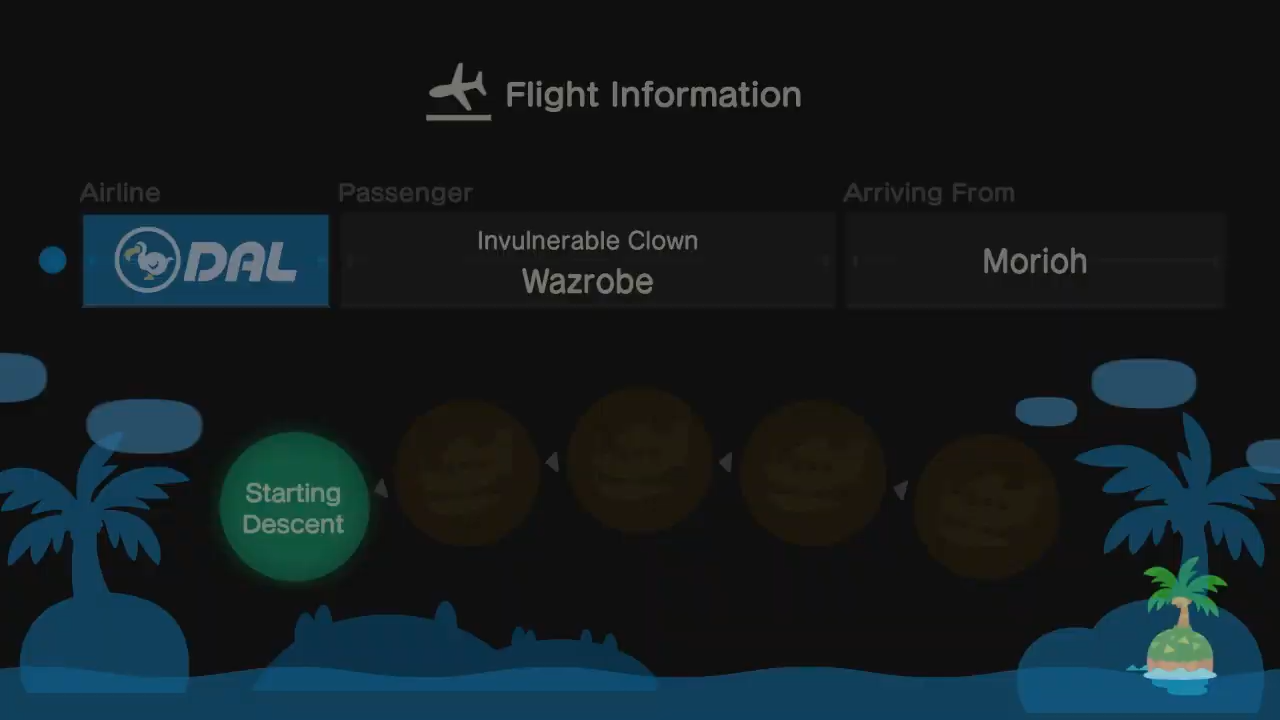 Flight Information
Airline
Passenger
Arriving From
DAL
Invulnerable Clown
Wazrobe
Morioh
Starting
Descent